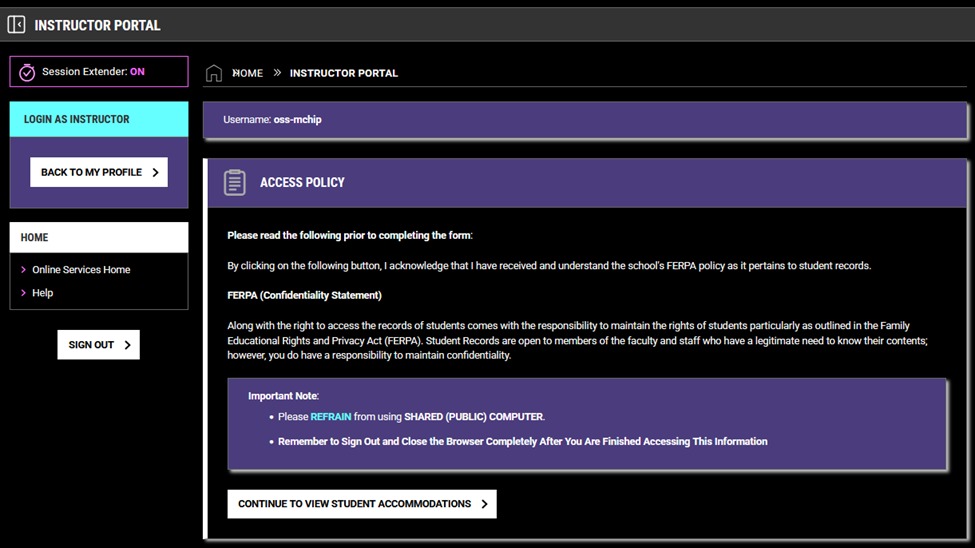 INSTRUCTOR PORTAL
Session Extender: ON
LOGIN AS INSTRUCTOR
BACK TO MY PROFILE
HOME
Online Services Home
Help
SIGN OUT
HOME » INSTRUCTOR PORTAL
Username: oss-mchip
ACCESS POLICY
Please read the following prior to completing the form:
By clicking on the following button, I acknowledge that I have received and understand the school's FERPA policy as it pertains to student records.
FERPA (Confidentiality Statement)
Along with the right to access the records of students comes with the responsibility to maintain the rights of students particularly as outlined in the Family
Educational Rights and Privacy Act (FERPA). Student Records are open to members of the faculty and staff who have a legitimate need to know their contents;
however, you do have a responsibility to maintain confidentiality.
Important Note:
• Please REFRAIN from using SHARED (PUBLIC) COMPUTER.
• Remember to Sign Out and Close the Browser Completely After You Are Finished Accessing This Information
CONTINUE TO VIEW STUDENT ACCOMMODATIONS